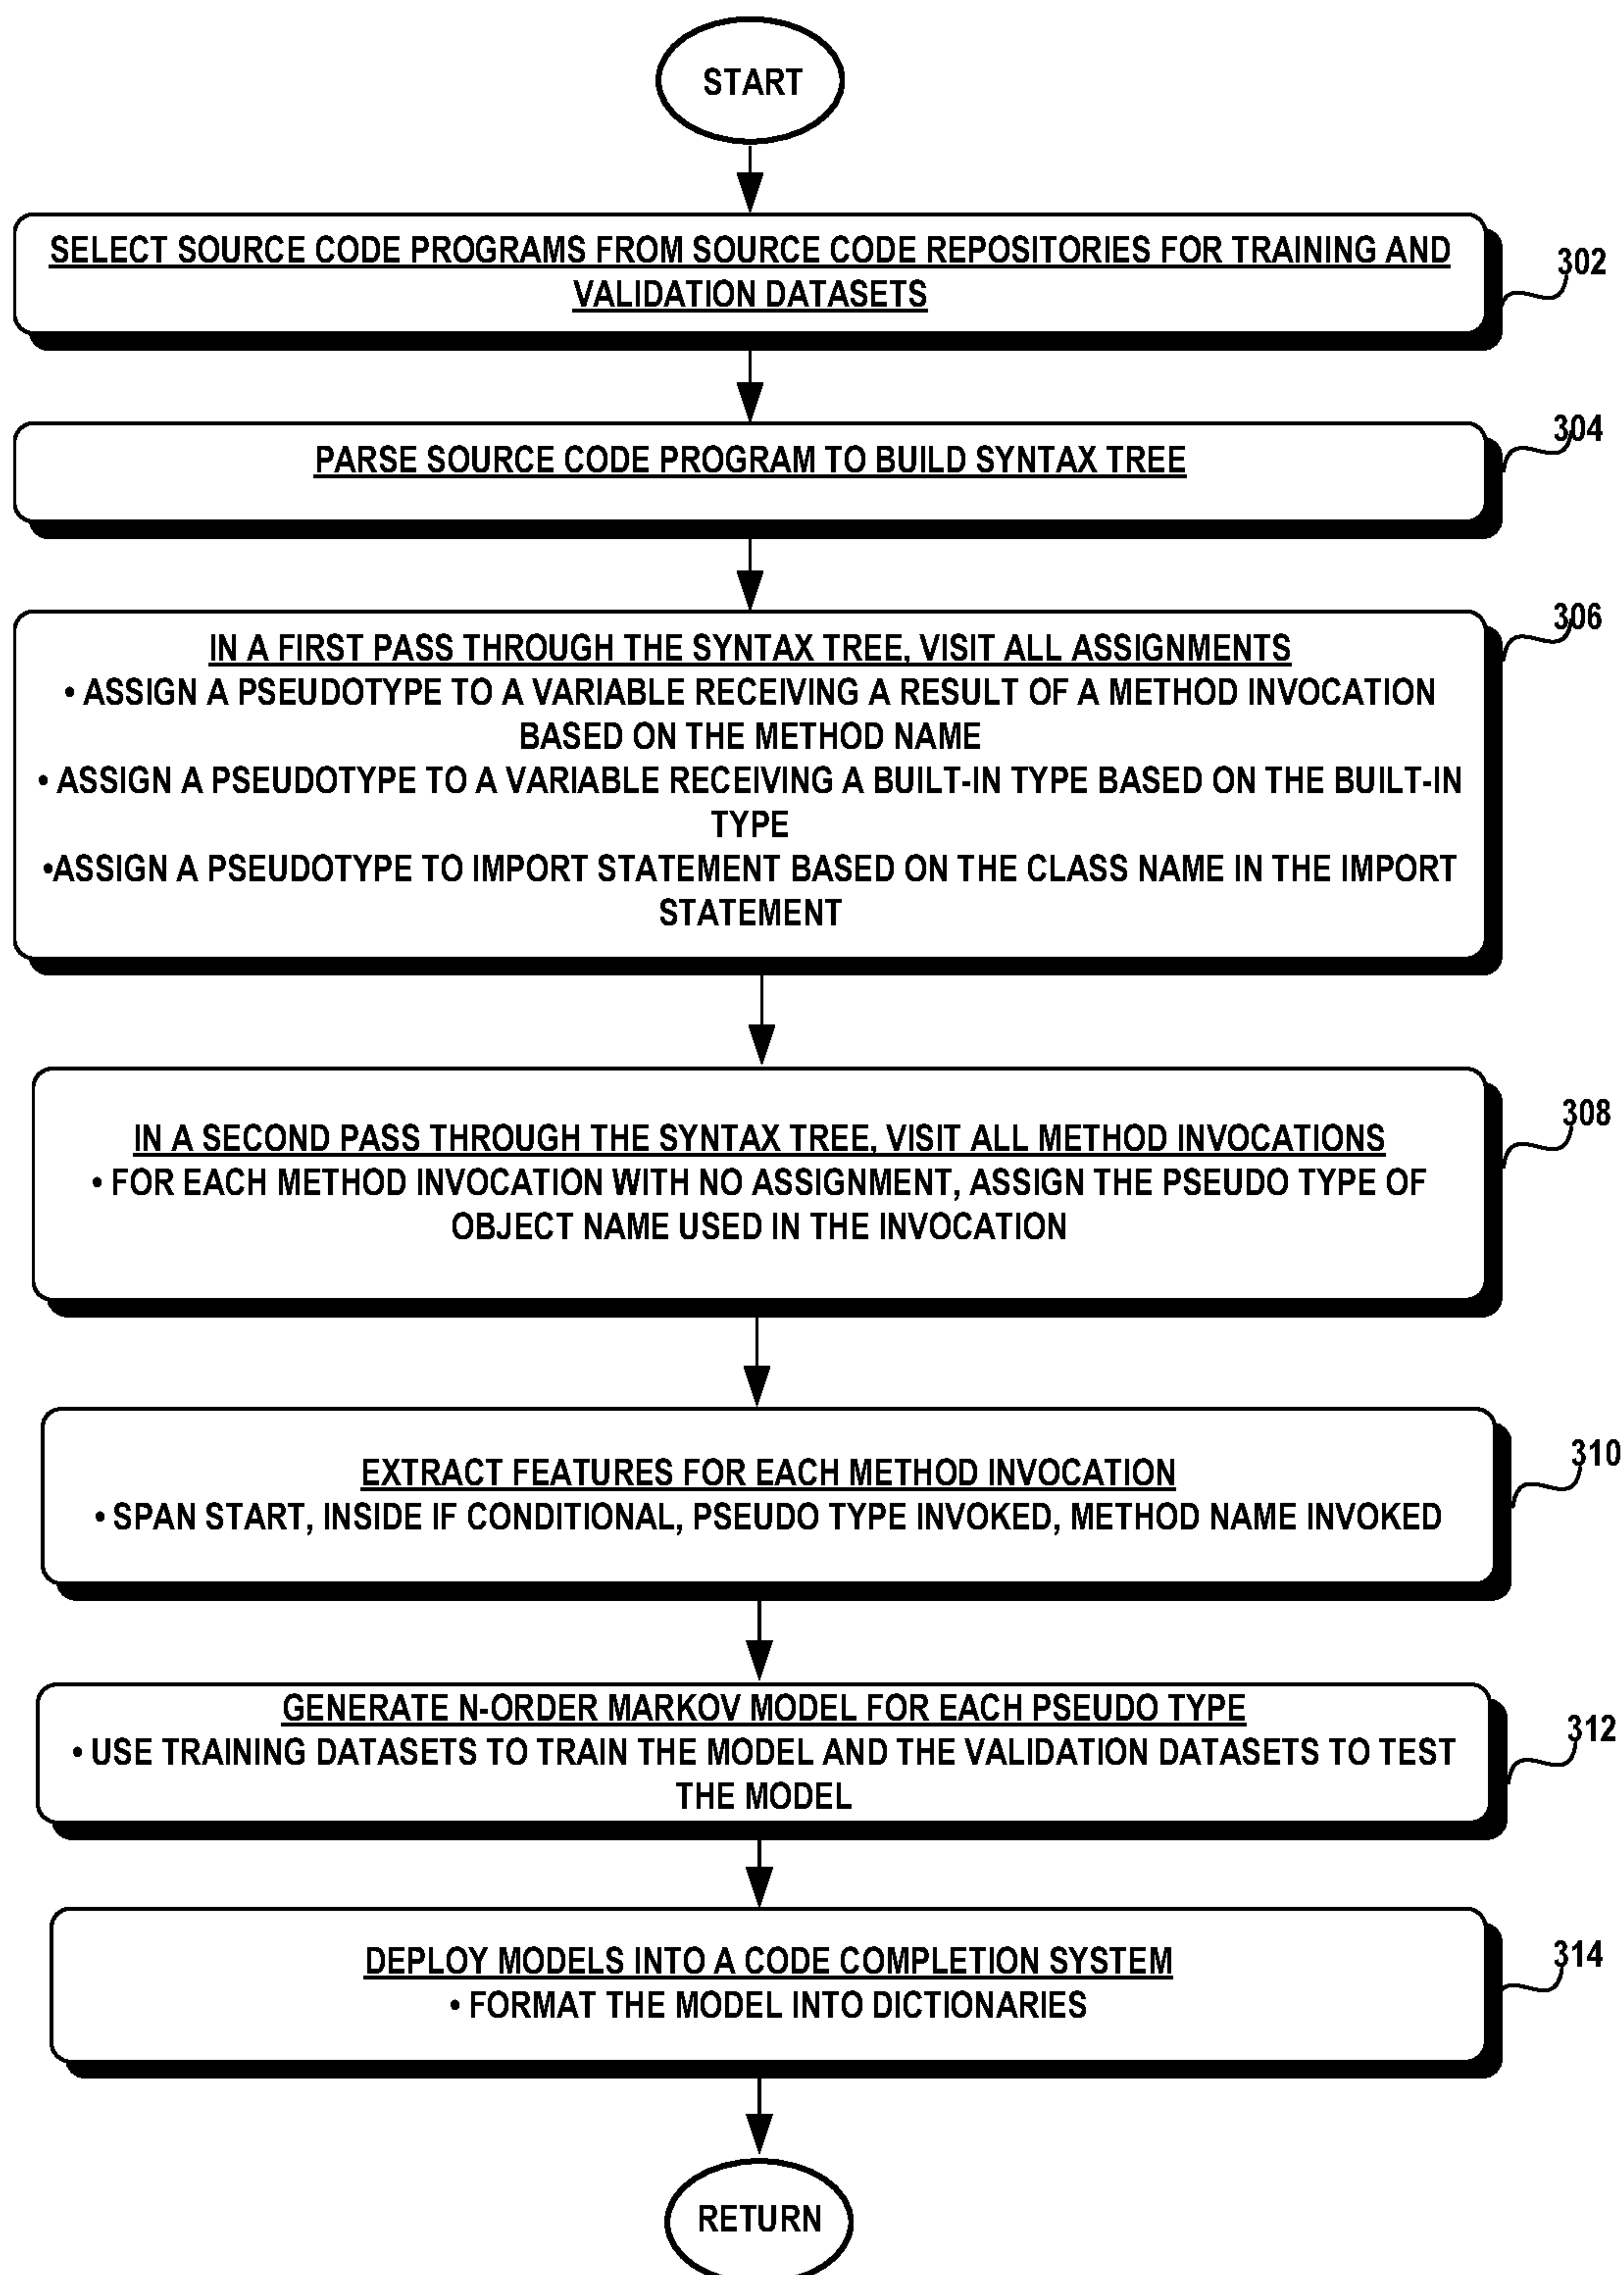 START
SELECT SOURCE CODE PROGRAMS FROM SOURCE CODE REPOSITORIES FOR TRAINING AND
VALIDATION DATASETS
302
PARSE SOURCE CODE PROGRAM TO BUILD SYNTAX TREE
304
IN A FIRST PASS THROUGH THE SYNTAX TREE, VISIT ALL ASSIGNMENTS
• ASSIGN A PSEUDOTYPE TO A VARIABLE RECEIVING A RESULT OF A METHOD INVOCATION
BASED ON THE METHOD NAME
• ASSIGN A PSEUDOTYPE TO A VARIABLE RECEIVING A BUILT-IN TYPE BASED ON THE BUILT-IN
TYPE
•ASSIGN A PSEUDOTYPE TO IMPORT STATEMENT BASED ON THE CLASS NAME IN THE IMPORT
STATEMENT
306
IN A SECOND PASS THROUGH THE SYNTAX TREE, VISIT ALL METHOD INVOCATIONS
• FOR EACH METHOD INVOCATION WITH NO ASSIGNMENT, ASSIGN THE PSEUDO TYPE OF
OBJECT NAME USED IN THE INVOCATION
308
EXTRACT FEATURES FOR EACH METHOD INVOCATION
• SPAN START, INSIDE IF CONDITIONAL, PSEUDO TYPE INVOKED, METHOD NAME INVOKED
310
GENERATE N-ORDER MARKOV MODEL FOR EACH PSEUDO TYPE
• USE TRAINING DATASETS TO TRAIN THE MODEL AND THE VALIDATION DATASETS TO TEST
THE MODEL
312
DEPLOY MODELS INTO A CODE COMPLETION SYSTEM
• FORMAT THE MODEL INTO DICTIONARIES
314
RETURN